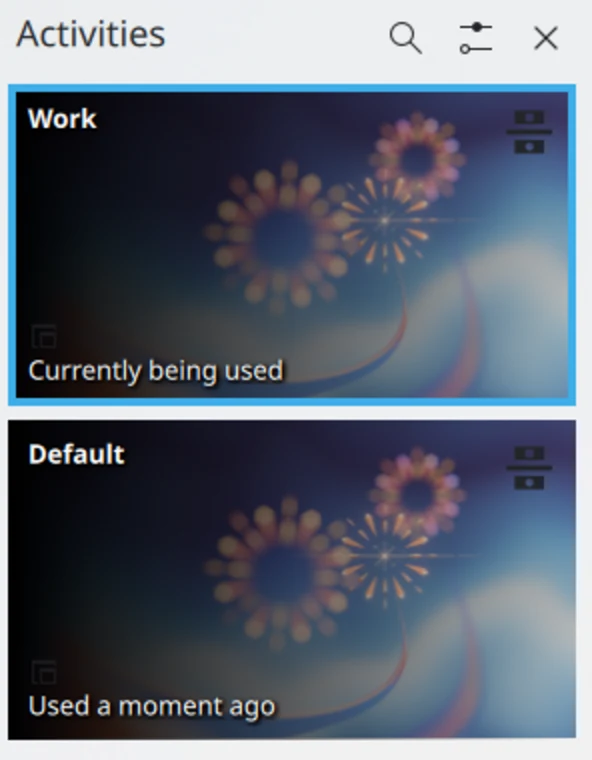 Activities
Work
Currently being used
Default
Used a moment ago